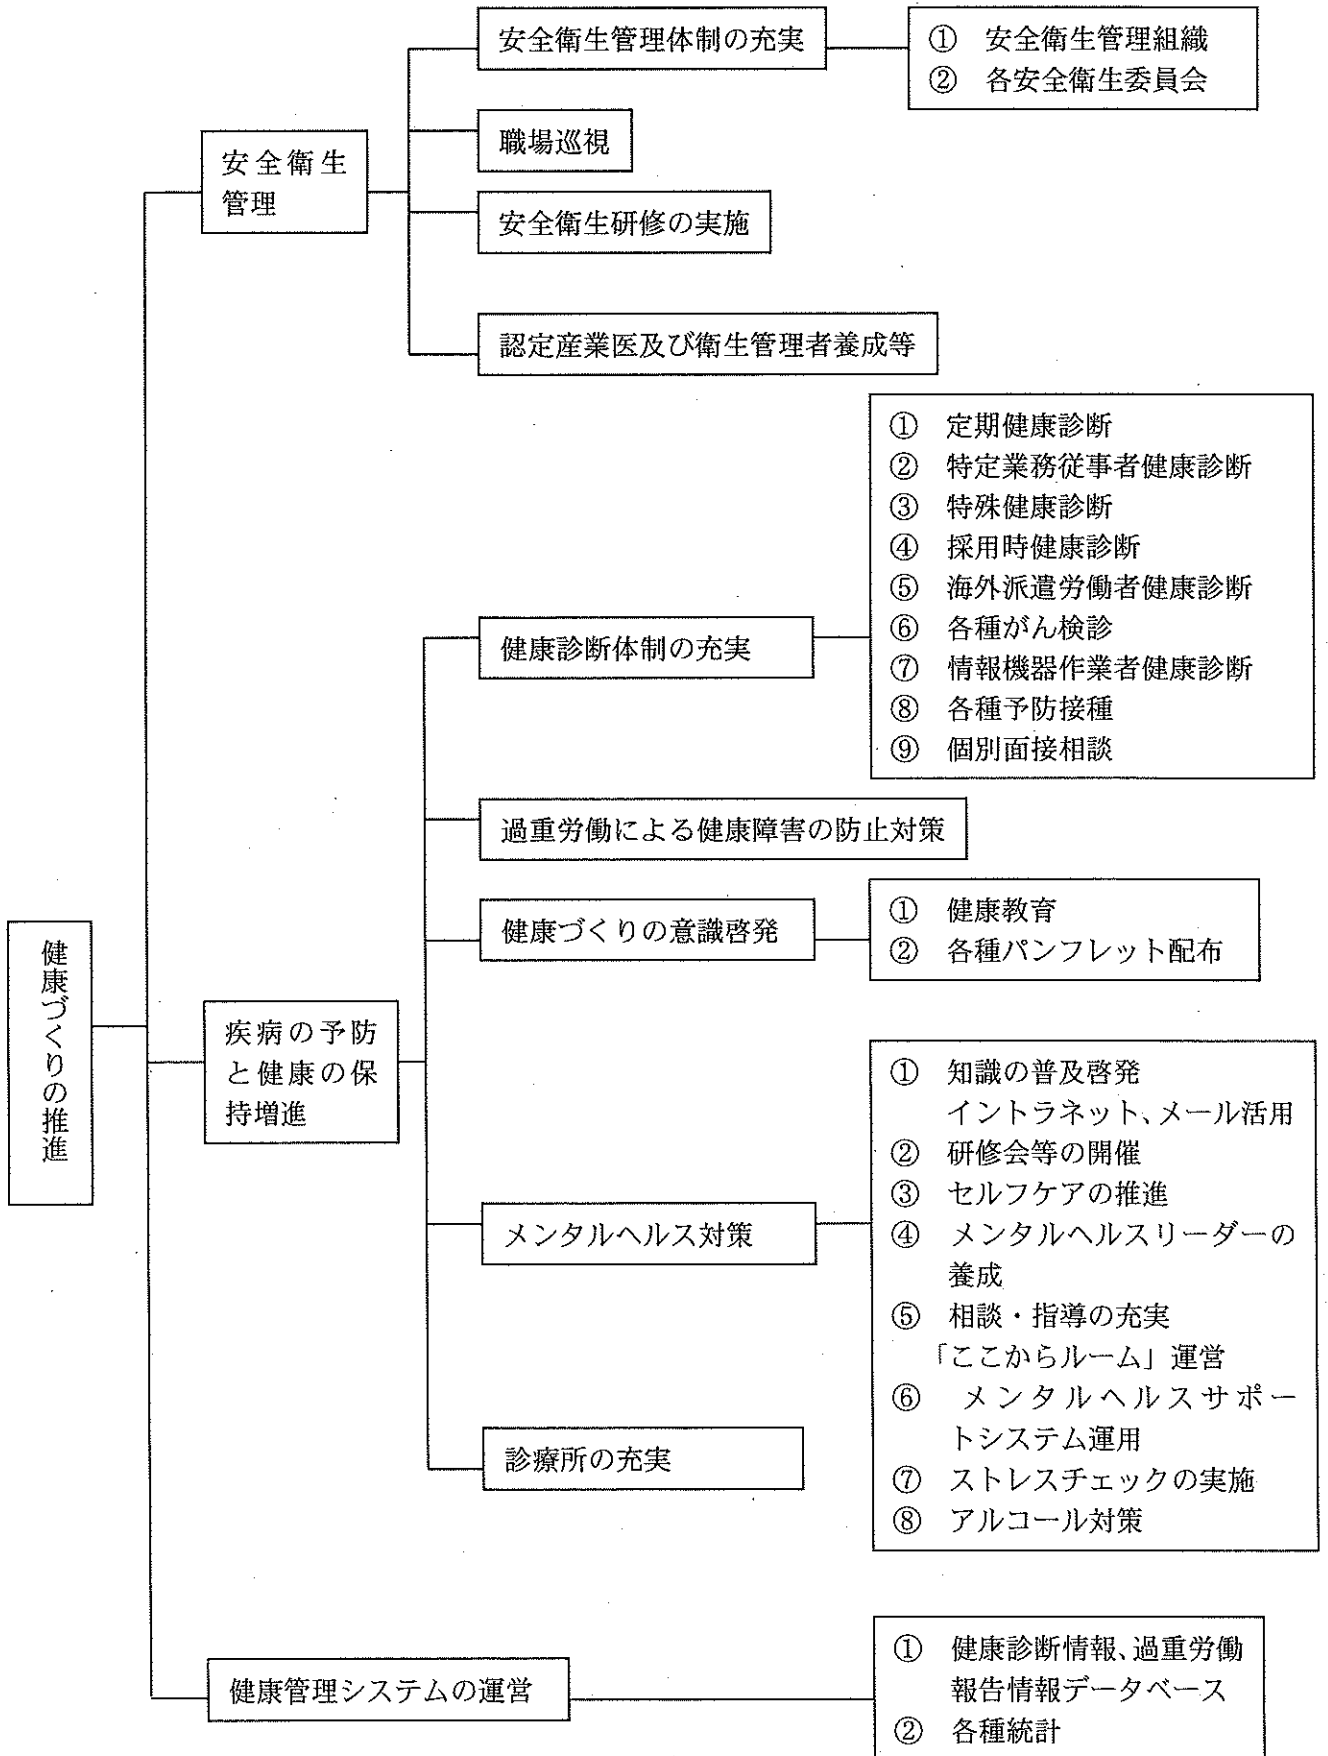 健康づくりの推進
安全衛生
管理
安全衛生管理体制の充実
① 安全衛生管理組織
② 各安全衛生委員会
職場巡視
安全衛生研修の実施
認定産業医及び衛生管理者養成等
疾病の予防
と健康の保
持増進
健康診断体制の充実
① 定期健康診断
② 特定業務従事者健康診断
③ 特殊健康診断
④ 採用時健康診断
⑤ 海外派遣労働者健康診断
⑥ 各種がん検診
⑦ 情報機器作業者健康診断
⑧ 各種予防接種
⑨ 個別面接相談
過重労働による健康障害の防止対策
健康づくりの意識啓発
① 健康教育
② 各種パンフレット配布
メンタルヘルス対策
① 知識の普及啓発
イントラネット、メール活用
② 研修会等の開催
③ セルフケアの推進
④ メンタルヘルスリーダーの
養成
⑤ 相談・指導の充実
「ここからルーム」運営
⑥ メンタルヘルスサポー
トシステム運用
⑦ ストレスチェックの実施
⑧ アルコール対策
診療所の充実
健康管理システムの運営
① 健康診断情報、過重労働
報告情報データベース
② 各種統計